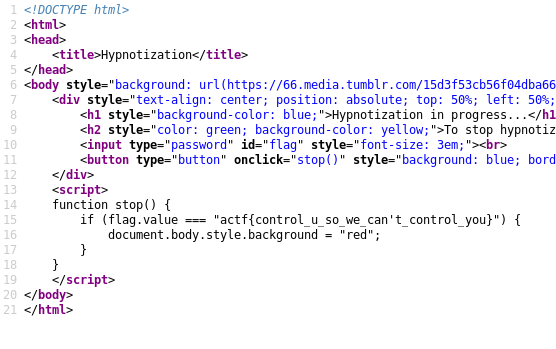 1 <!DOCTYPE html>
2 <html>
3 <head>
4 <title>Hypnotization</title>
5 </head>
6 <body style="background: url(https://66.media.tumblr.com/15d3f53cb56f04dba66
7 <div style="text-align: center; position: absolute; top: 50%; left: 50%;
8 <h1 style="background-color: blue;">Hypnotization in progress...</h1
9 <h2 style="color: green; background-color: yellow;">To stop hypnotiz
10 <input type="password" id="flag" style="font-size: 3em;"><br>
11 <button type="button" onclick="stop()" style="background: blue; bord
12 </div>
13 <script>
14 function stop() {
15 if (flag.value === "actf{control_u_so_we_can't_control_you}") {
16 document.body.style.background = "red";
17 }
18 }
19 </script>
20 </body>
21 </html>